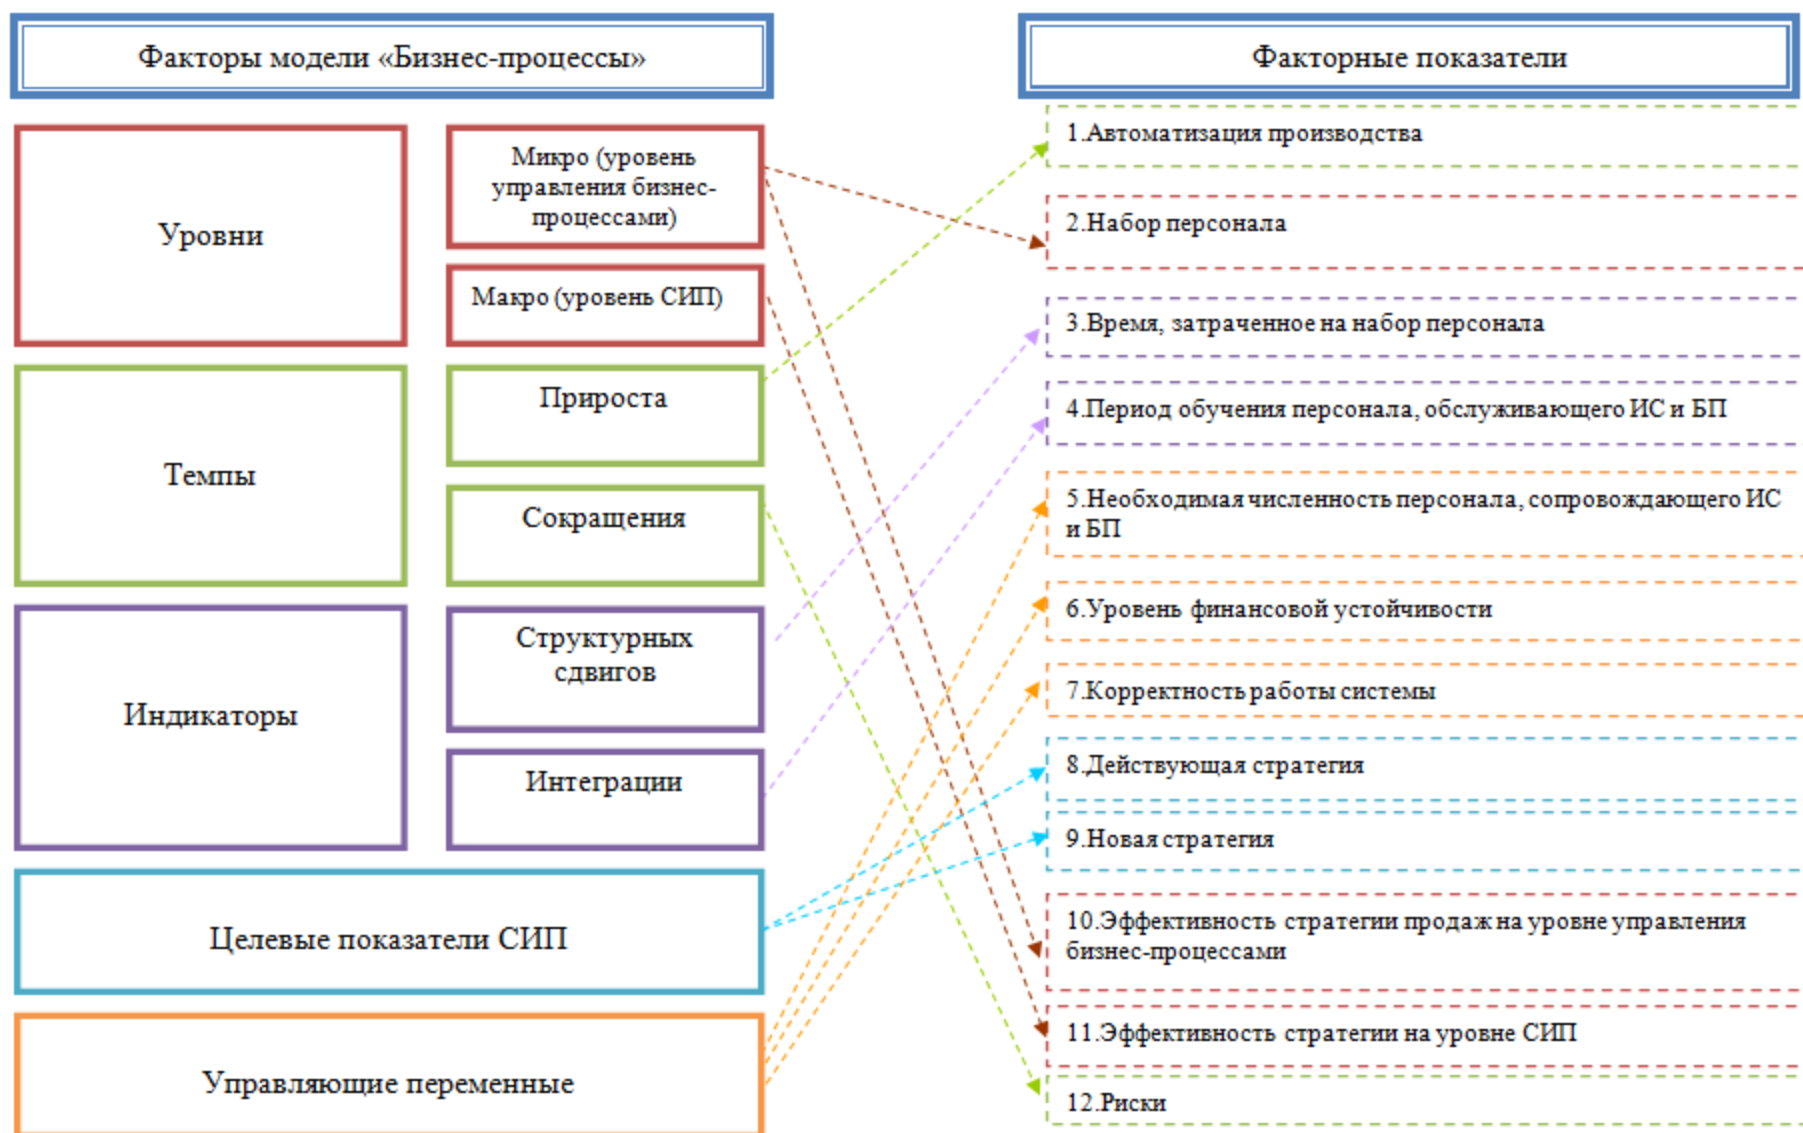 Факторы модели «Бизнес-процессы»
Уровни
Микро (уровень
управления бизнес-
процессами)
Макро (уровень СИП)
Темпы
Прироста
Сокращения
Индикаторы
Структурных
сдвигов
Интеграции
Целевые показатели СИП
Управляющие переменные
Факторные показатели
1.Автоматизация производства
2.Набор персонала
3.Время, затраченное на набор персонала
4.Период обучения персонала, обслуживающего ИС и БП
5.Необходимая численность персонала, сопровождающего ИС
и БП
6.Уровень финансовой устойчивости
7.Корректность работы системы
8.Действующая стратегия
9.Новая стратегия
10.Эффективность стратегии продаж на уровне управления
бизнес-процессами
11.Эффективность стратегии на уровне СИП
12.Риски